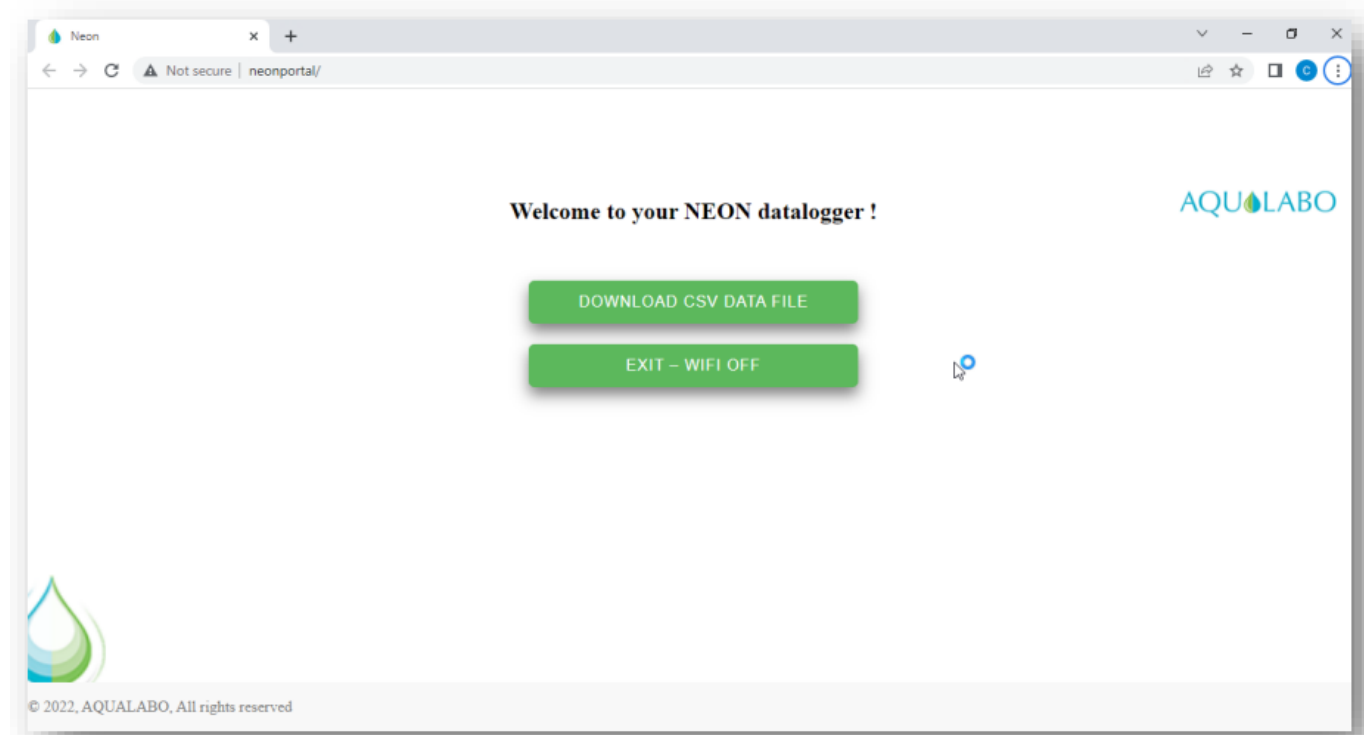 Neon
Not secure | neonportal/
C
Welcome to your NEON datalogger !
AQUALABO
DOWNLOAD CSV DATA FILE
EXIT – WIFI OFF
© 2022, AQUALABO, All rights reserved